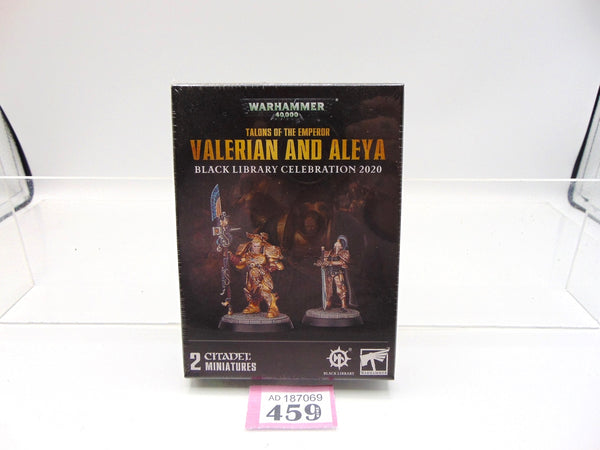 WARHAMMER
40,000
TALONS OF THE EMPEROR
VALERIAN AND ALEYA
BLACK LIBRARY CELEBRATION 2020
2 CITADEL
MINIATURES
BLACK LIBRARY
WARHAMMER
AD 187069
459